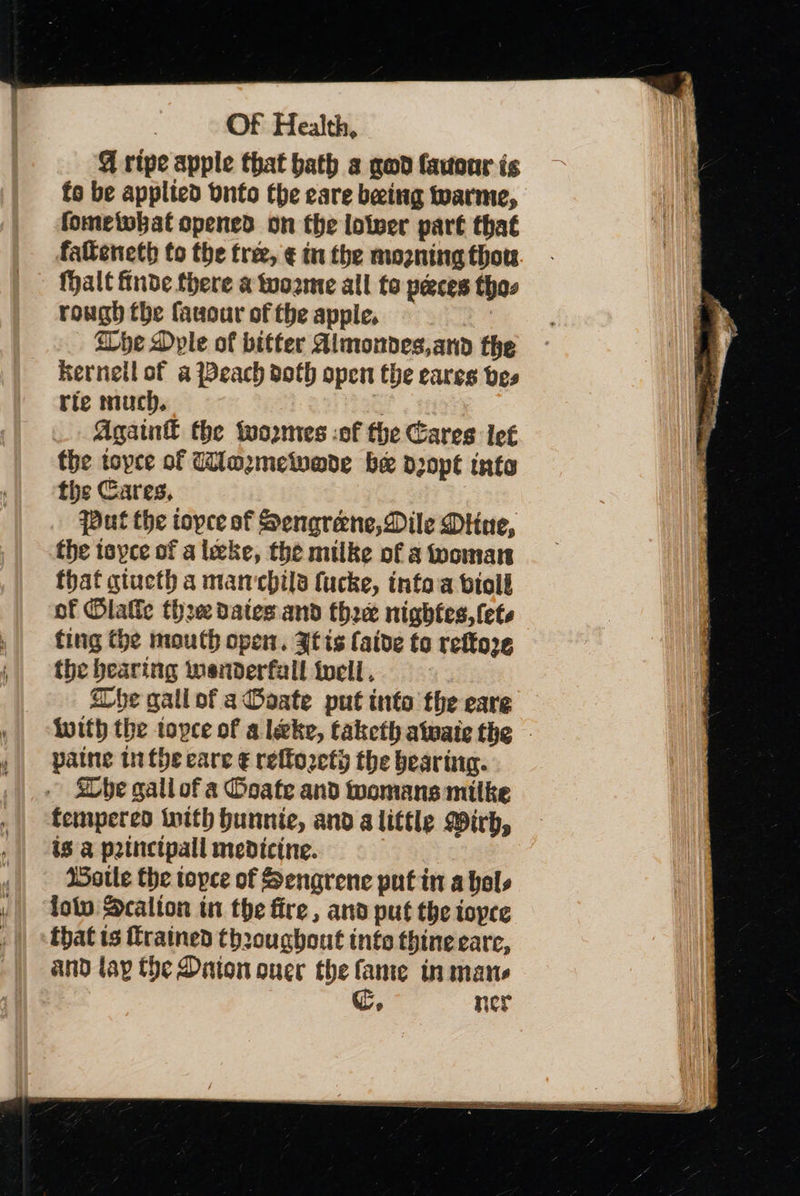 Of Health,
A ripe apple that hath a good sauour is
to be applied vnto the eare beeing warme,
somewhat opened on the lower part that
fasteneth to the tree, & in the morning thou
shalt finde there a worme all to peeces tho-
rough the sauour of the apple.
The Oyle of bitter Almondes, and the
kernell of a Peach doth open the eares ve-
rie much.
Against the wormes of the Eares let
the ioyce of Woormewoode bee dropt into
the Eares.
Put the ioyce of Sengreene, Oile Oliue,
the ioyce of a leeke, the milke of a woman
that giueth a man child sucke, into a violl
of Glasse three daies and three nightes, set-
ting the mouth open. It is saide to restore
the hearing wonderfull well.
The gall of a Goate put into the eare
with the ioyce of a leeke, taketh awaie the
paine in the eare & restoreth the hearing.
The gall of a Goate and womans milke
tempered with hunnie, and a little Mirh,
is a principall medicine.
Boile the ioyce of Sengrene put in a hol-
low Scalion in the fire, and put the ioyce
that is strained throughout into thine eare,
and lay the Onion ouer the same in man-
C. ner